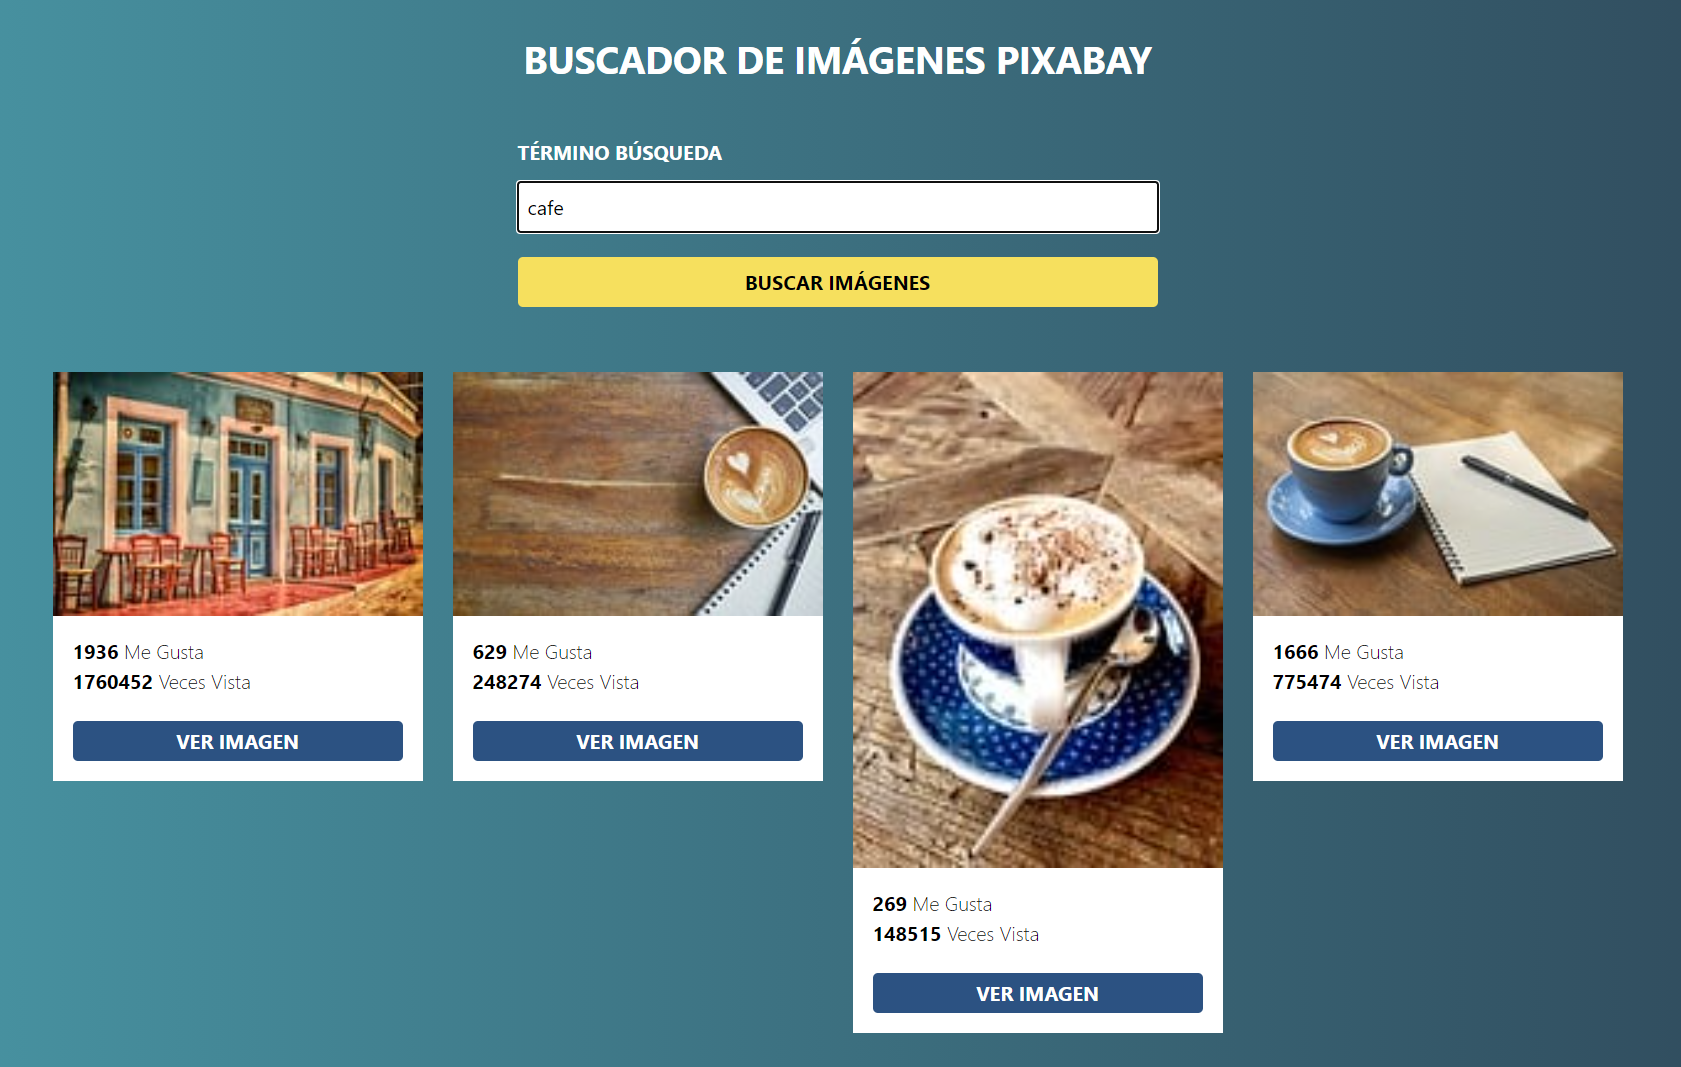 BUSCADOR DE IMÁGENES PIXABAY
TÉRMINO BÚSQUEDA
cafe
BUSCAR IMÁGENES
1936 Me Gusta
1760452 Veces Vista
VER IMAGEN
629 Me Gusta
248274 Veces Vista
VER IMAGEN
269 Me Gusta
148515 Veces Vista
VER IMAGEN
1666 Me Gusta
775474 Veces Vista
VER IMAGEN